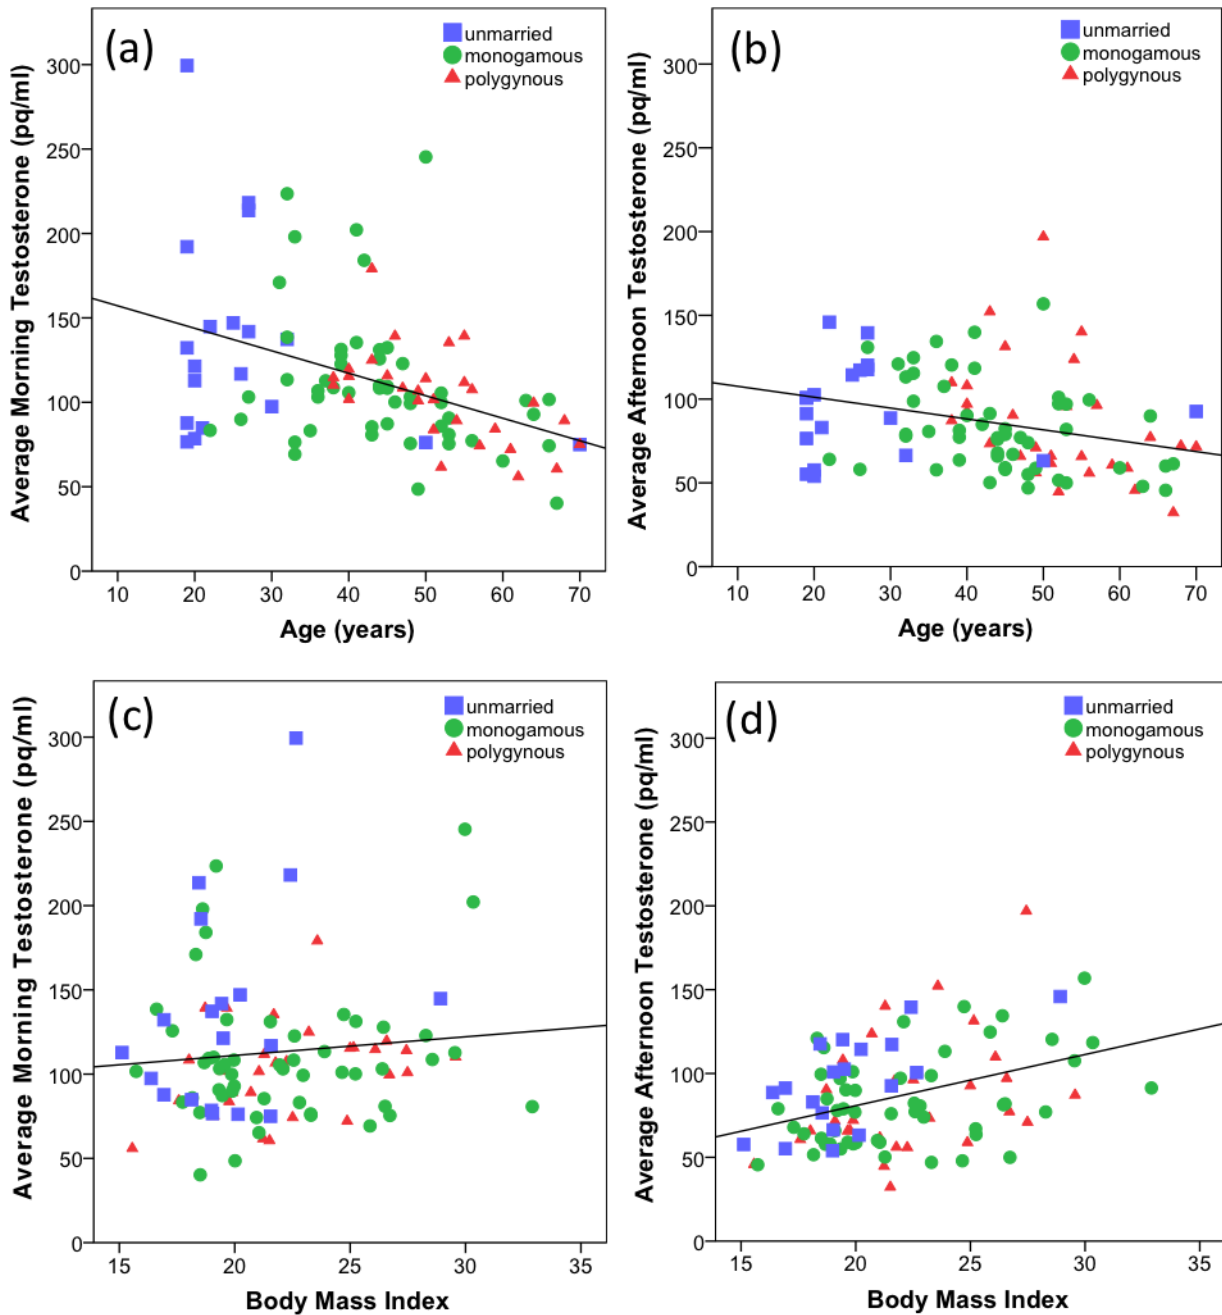 (a)
unmarried
monogamous
polygynous
Average Morning Testosterone (pq/ml)
300
250
200
150
100
50
0
10 20 30 40 50 60 70
Age (years)
(b)
unmarried
monogamous
polygynous
Average Afternoon Testosterone (pq/ml)
300
250
200
150
100
50
0
10 20 30 40 50 60 70
Age (years)
(c)
unmarried
monogamous
polygynous
Average Morning Testosterone (pq/ml)
300
250
200
150
100
50
0
15 20 25 30 35
Body Mass Index
(d)
unmarried
monogamous
polygynous
Average Afternoon Testosterone (pq/ml)
300
250
200
150
100
50
0
15 20 25 30 35
Body Mass Index